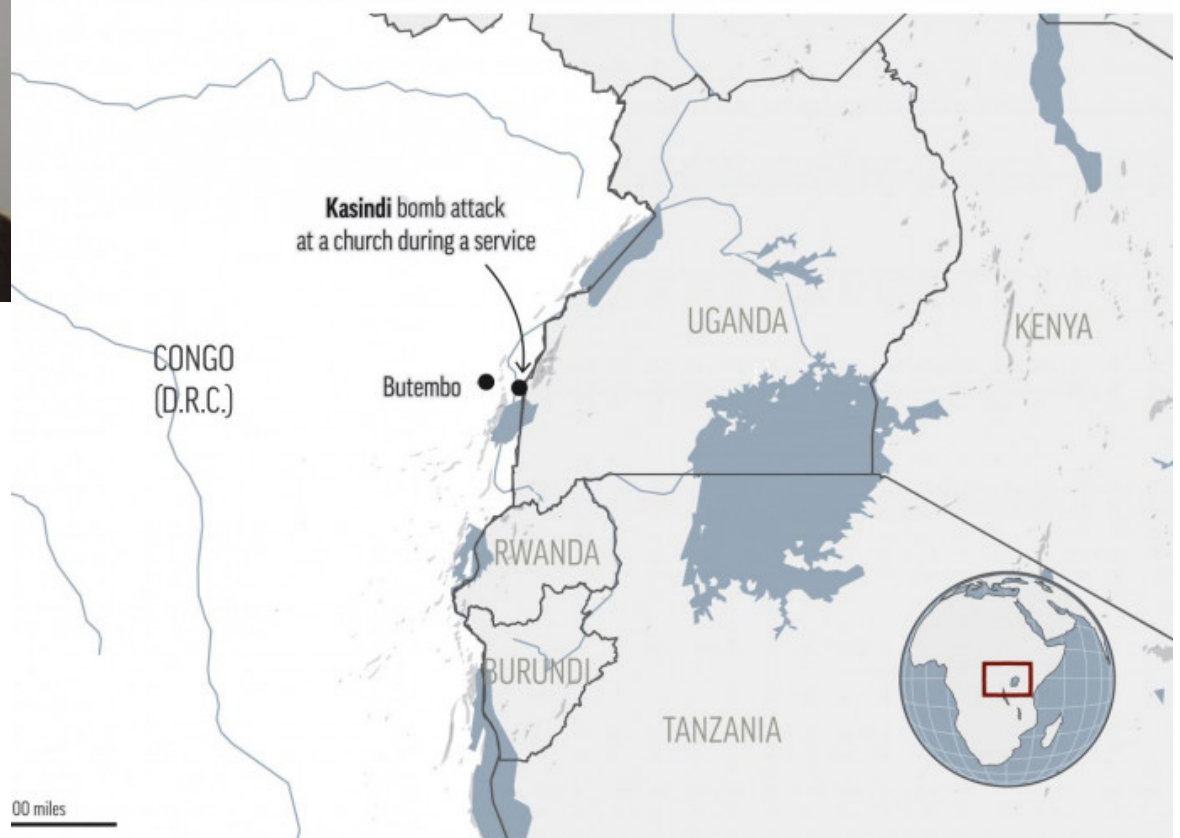 Kasindi bomb attack
at a church during a service
UGANDA
KENYA
CONGO
(D.R.C.)
Butembo
RWANDA
BURUNDI
TANZANIA
00 miles